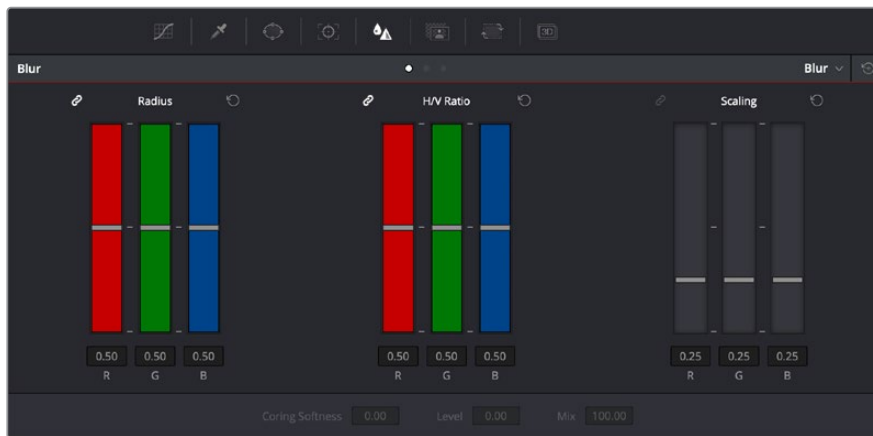 3D
Blur Blur
Radius H/V Ratio Scaling
0.50 0.50 0.50 0.50 0.50 0.50 0.25 0.25 0.25
R G B R G B R G B
Coring Softness 0.00 Level 0.00 Mix 100.00